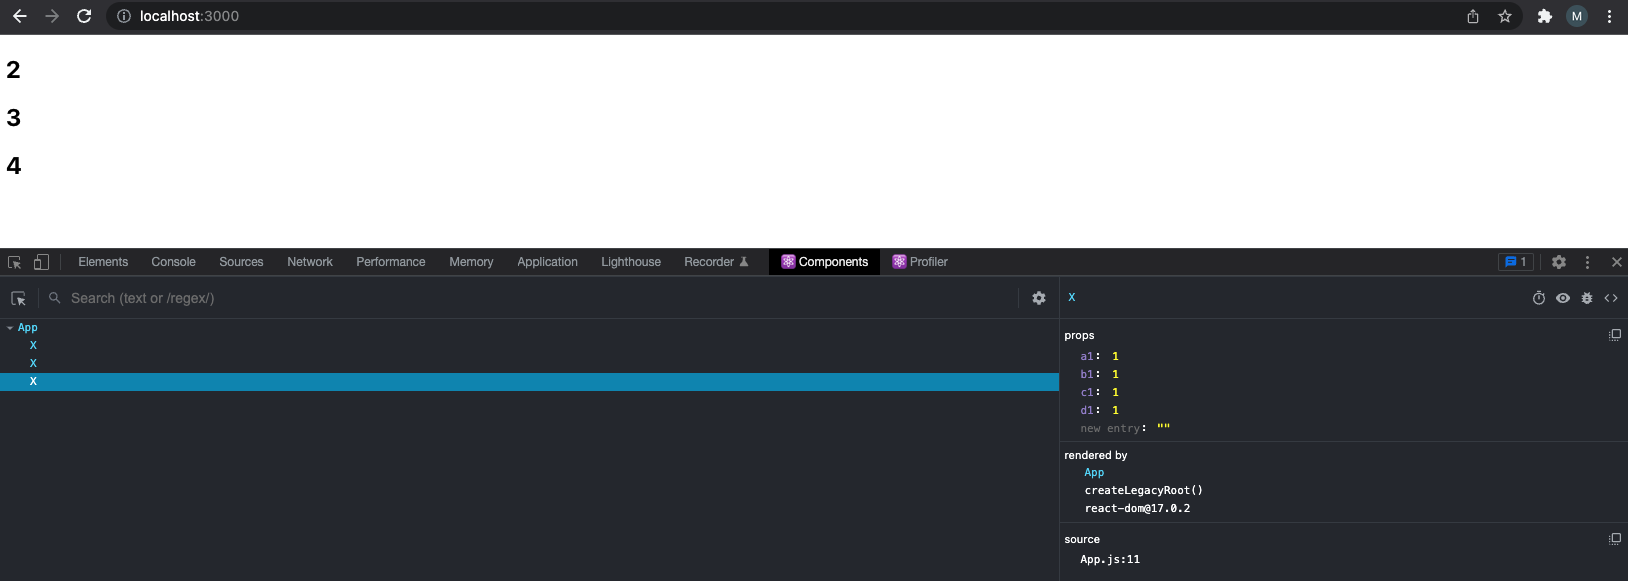 localhost:3000
M
2
3
4
Elements Console Sources Network Performance Memory Application Lighthouse Recorder Components Profiler 1
Search (text or /regex/)
X
App
X
X
X
props
a1: 1
b1: 1
c1: 1
d1: 1
new entry: ""
rendered by
App
createLegacyRoot()
react-dom@17.0.2
source
App.js:11